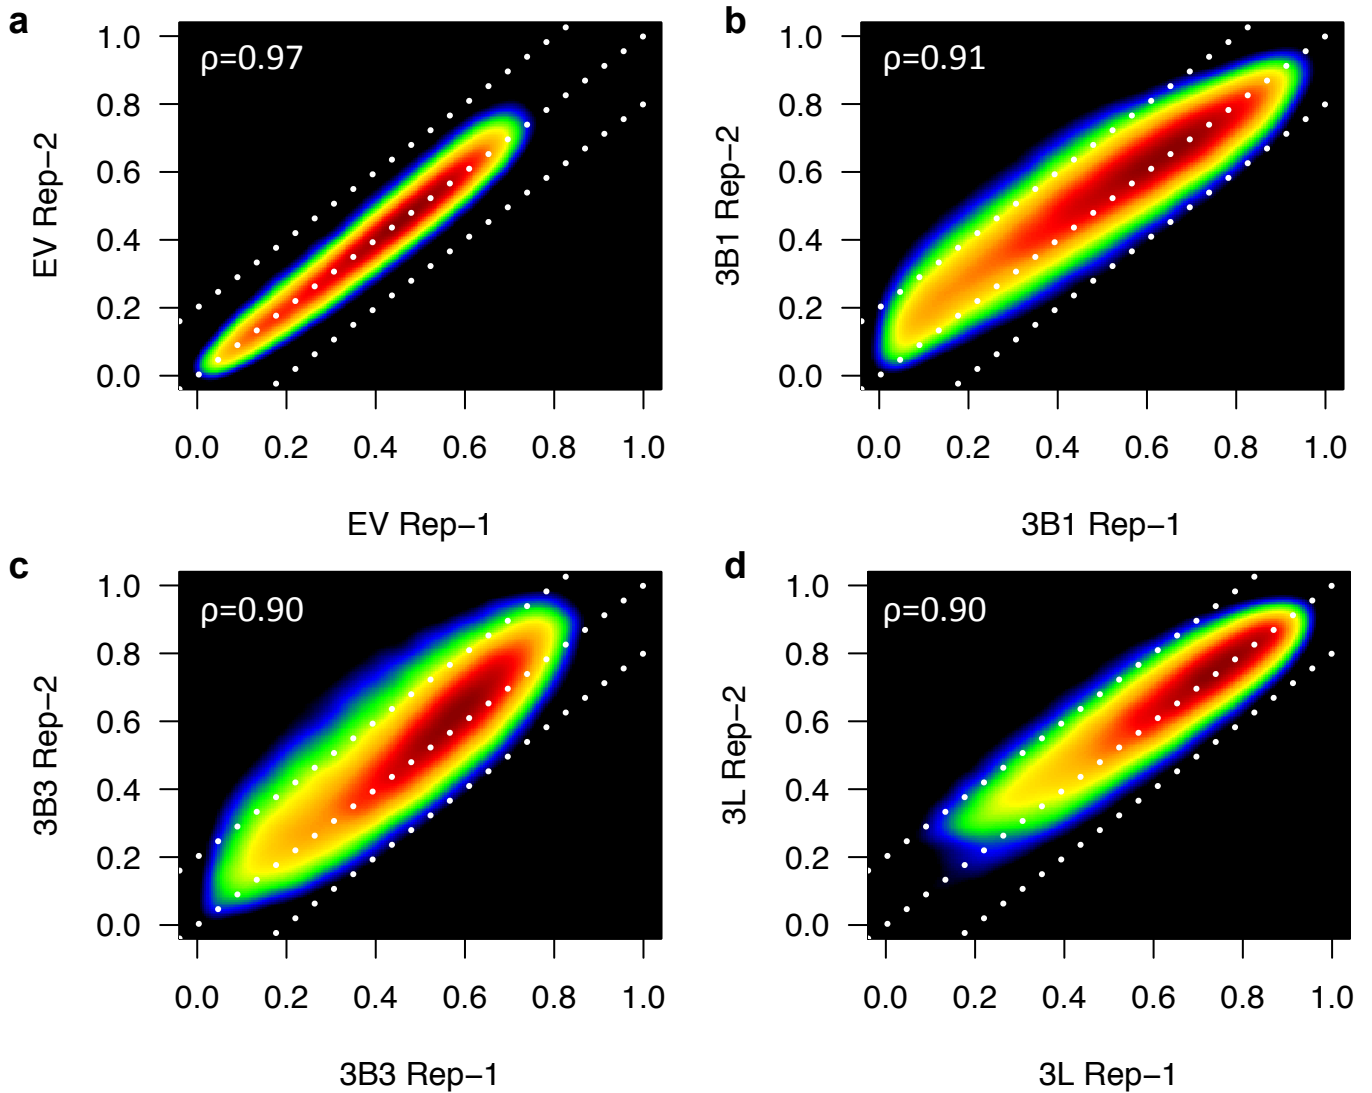 a
ρ=0.97
1.0
0.8
0.6
0.4
0.2
0.0
EV Rep−2
0.0 0.2 0.4 0.6 0.8 1.0
EV Rep−1
b
ρ=0.91
1.0
0.8
0.6
0.4
0.2
0.0
3B1 Rep−2
0.0 0.2 0.4 0.6 0.8 1.0
3B1 Rep−1
c
ρ=0.90
1.0
0.8
0.6
0.4
0.2
0.0
3B3 Rep−2
0.0 0.2 0.4 0.6 0.8 1.0
3B3 Rep−1
d
ρ=0.90
1.0
0.8
0.6
0.4
0.2
0.0
3L Rep−2
0.0 0.2 0.4 0.6 0.8 1.0
3L Rep−1